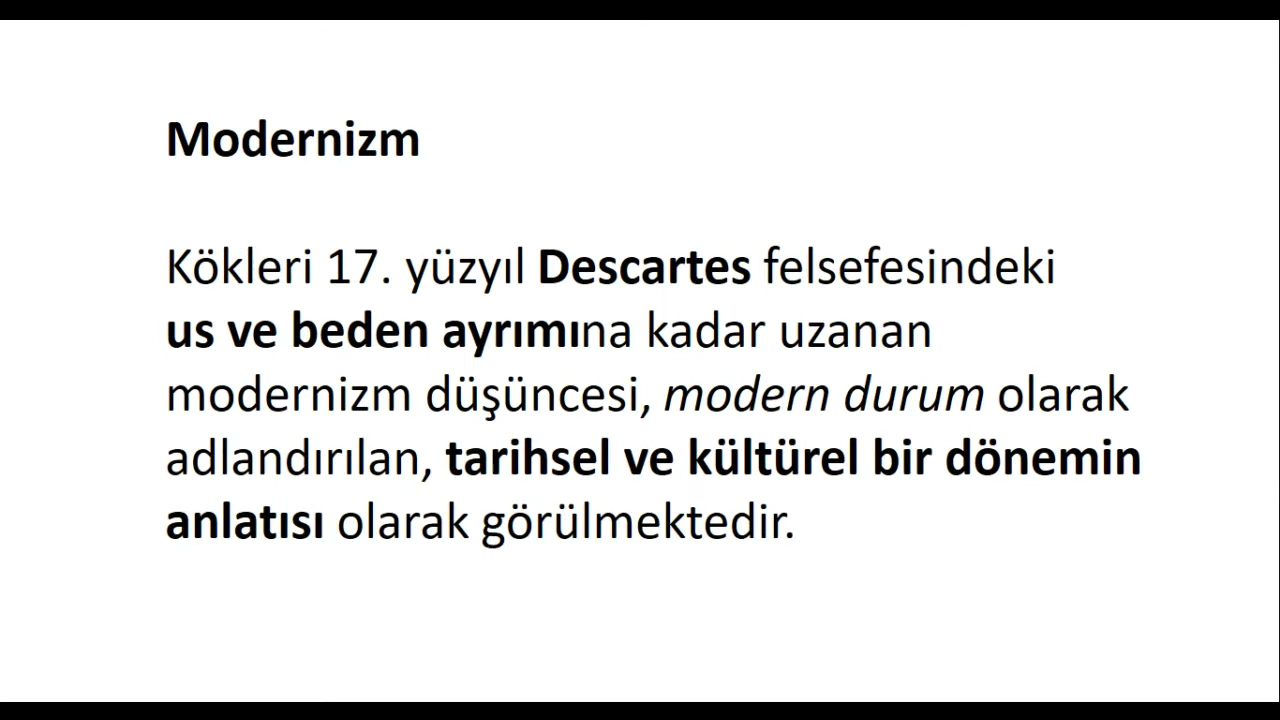 Modernizm
Kökleri 17. yüzyıl Descartes felsefesindeki
us ve beden ayrımına kadar uzanan
modernizm düşüncesi, modern durum olarak
adlandırılan, tarihsel ve kültürel bir dönemin
anlatısı olarak görülmektedir.